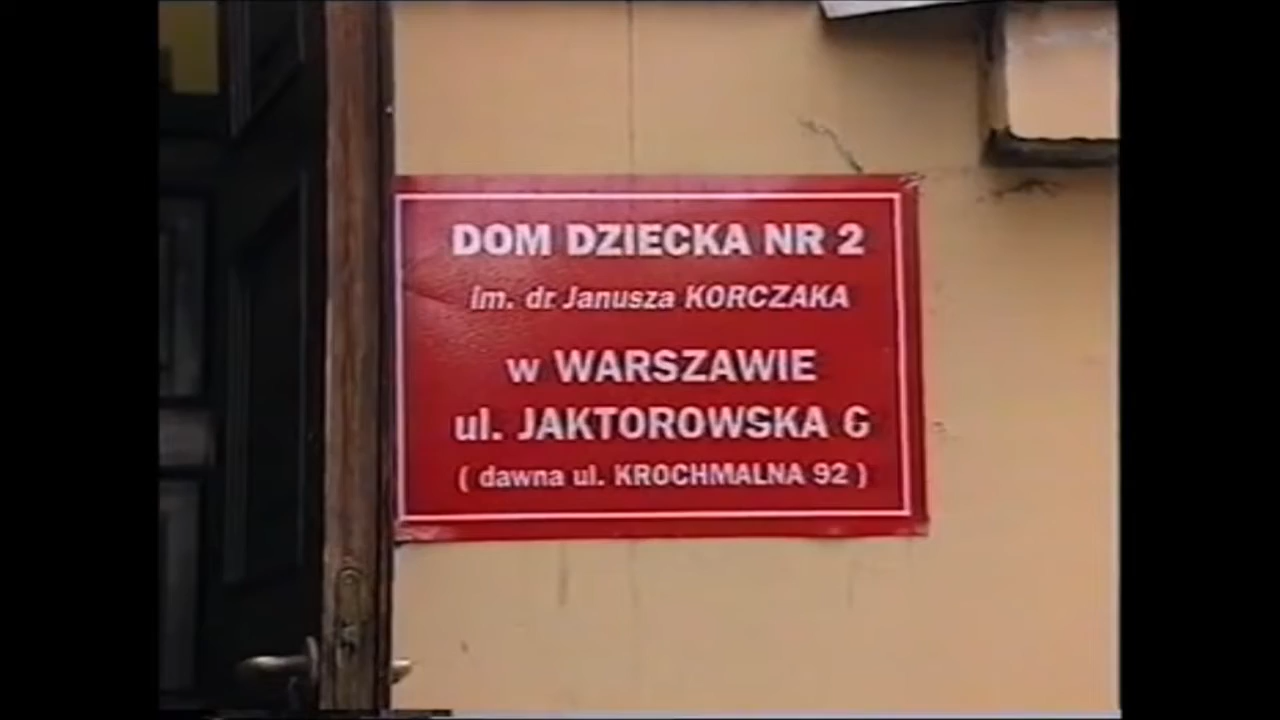 DOM DZIECKA NR 2
im. dr Janusza KORCZAKA
w WARSZAWIE
ul. JAKTOROWSKA 6
( dawna ul. KROCHMALNA 92 )